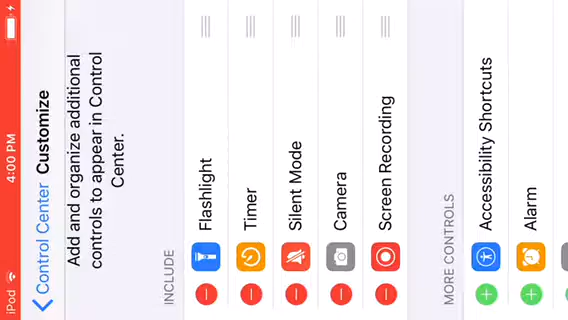 iPod 4:00 PM
Control Center Customize
Add and organize additional
controls to appear in Control
Center.
INCLUDE
Flashlight
Timer
Silent Mode
Camera
Screen Recording
MORE CONTROLS
Accessibility Shortcuts
Alarm